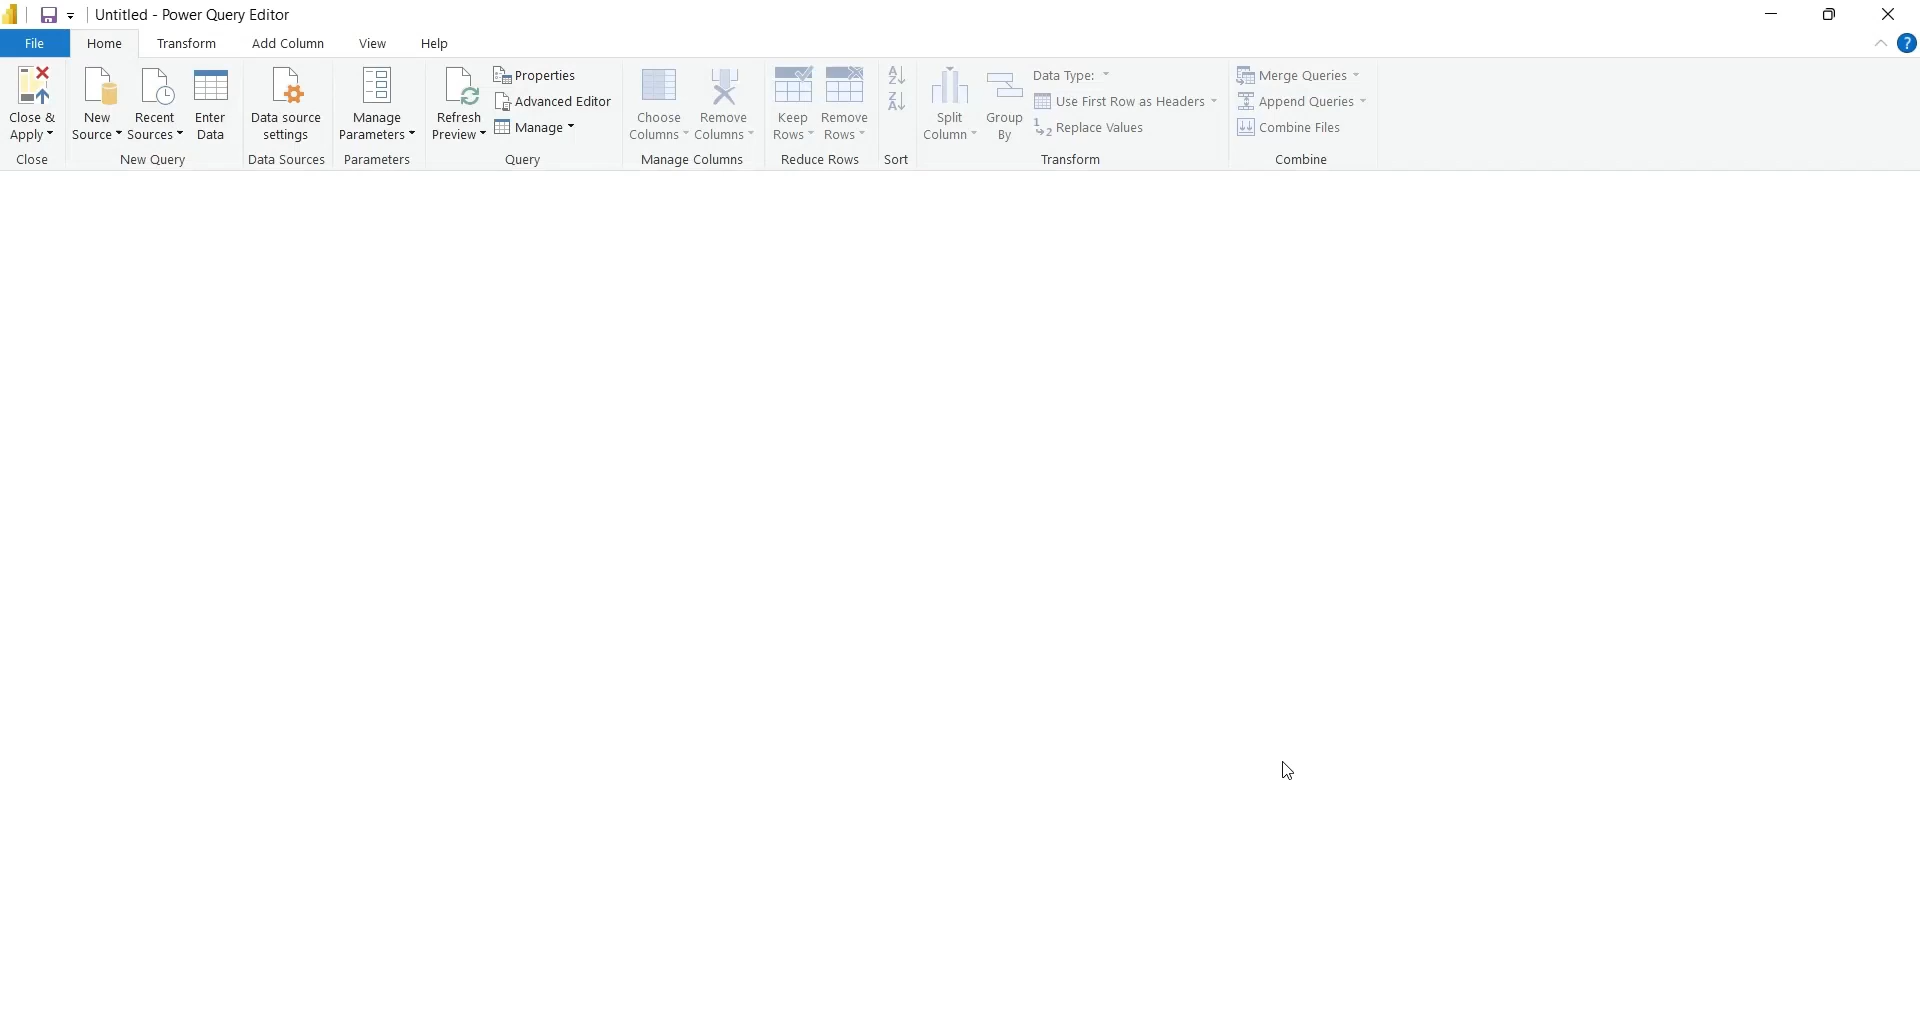 Untitled - Power Query Editor
File Home Transform Add Column View Help ?
Close & Apply
New Source
Recent Sources
Enter Data
Data source settings
Manage Parameters
Refresh Preview
Properties
Advanced Editor
Manage
Choose Columns
Remove Columns
Keep Rows
Remove Rows
A Z
Z A
Split Column
Group By
Data Type:
Use First Row as Headers
1 2 Replace Values
Merge Queries
Append Queries
Combine Files
Close New Query Data Sources Parameters Query Manage Columns Reduce Rows Sort Transform Combine